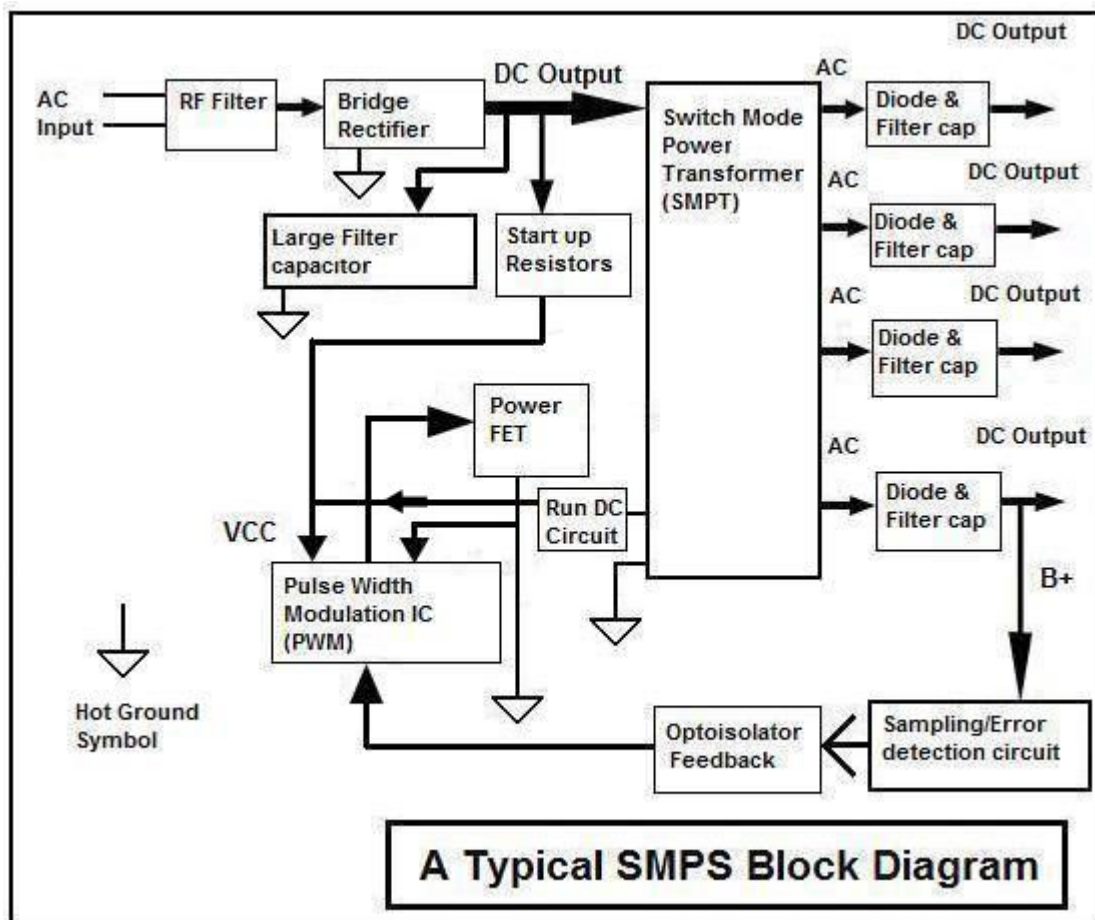 DC Output
AC
Input
RF Filter
Bridge
Rectifier
DC Output
Switch Mode
Power
Transformer
(SMPT)
AC
Diode &
Filter cap
DC Output
AC
Diode &
Filter cap
Large Filter
capacitor
Start up
Resistors
DC Output
AC
Diode &
Filter cap
Power
FET
DC Output
AC
Diode &
Filter cap
Run DC
Circuit
VCC
B+
Pulse Width
Modulation IC
(PWM)
Hot Ground
Symbol
Optoisolator
Feedback
Sampling/Error
detection circuit
A Typical SMPS Block Diagram